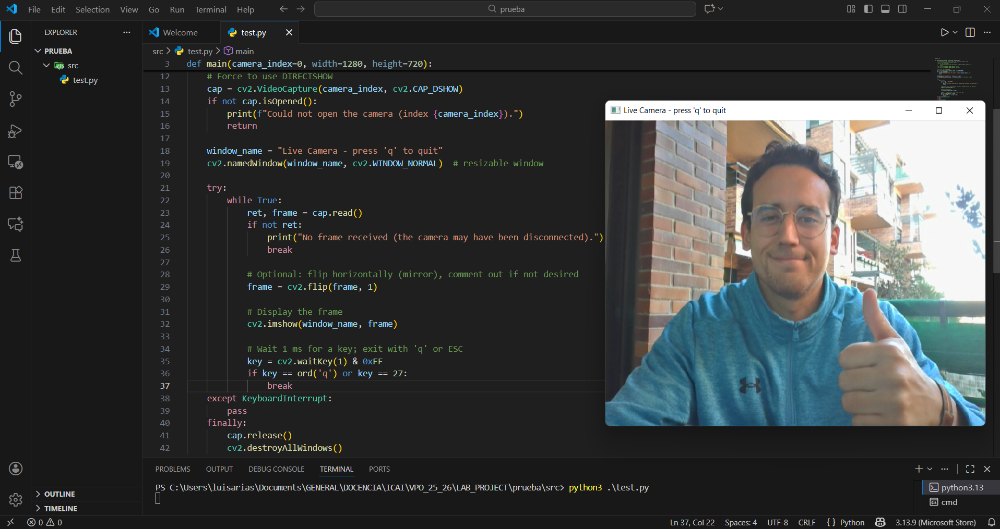 File Edit Selection View Go Run Terminal Help
prueba
EXPLORER
PRUEBA
src
test.py
OUTLINE
TIMELINE
Welcome
test.py
src > test.py > main
3 def main(camera_index=0, width=1280, height=720):
12 # Force to use DIRECTSHOW
13 cap = cv2.VideoCapture(camera_index, cv2.CAP_DSHOW)
14 if not cap.isOpened():
15 print(f"Could not open the camera (index {camera_index}).")
16 return
17
18 window_name = "Live Camera - press 'q' to quit"
19 cv2.namedWindow(window_name, cv2.WINDOW_NORMAL)  # resizable window
20
21 try:
22 while True:
23 ret, frame = cap.read()
24 if not ret:
25 print("No frame received (the camera may have been disconnected).")
26 break
27
28 # Optional: flip horizontally (mirror), comment out if not desired
29 frame = cv2.flip(frame, 1)
30
31 # Display the frame
32 cv2.imshow(window_name, frame)
33
34 # Wait 1 ms for a key; exit with 'q' or ESC
35 key = cv2.waitKey(1) & 0xFF
36 if key == ord('q') or key == 27:
37 break
38 except KeyboardInterrupt:
39 pass
40 finally:
41 cap.release()
42 cv2.destroyAllWindows()
Live Camera - press 'q' to quit
PROBLEMS OUTPUT DEBUG CONSOLE TERMINAL PORTS
PS C:\Users\luisarias\Documents\GENERAL\DOCENCIA\ICAI\VPO_25_26\LAB_PROJECT\prueba\src> python3 .\test.py
python3.13
cmd
0 0
Ln 37, Col 22 Spaces: 4 UTF-8 CRLF { } Python 3.13.9 (Microsoft Store)